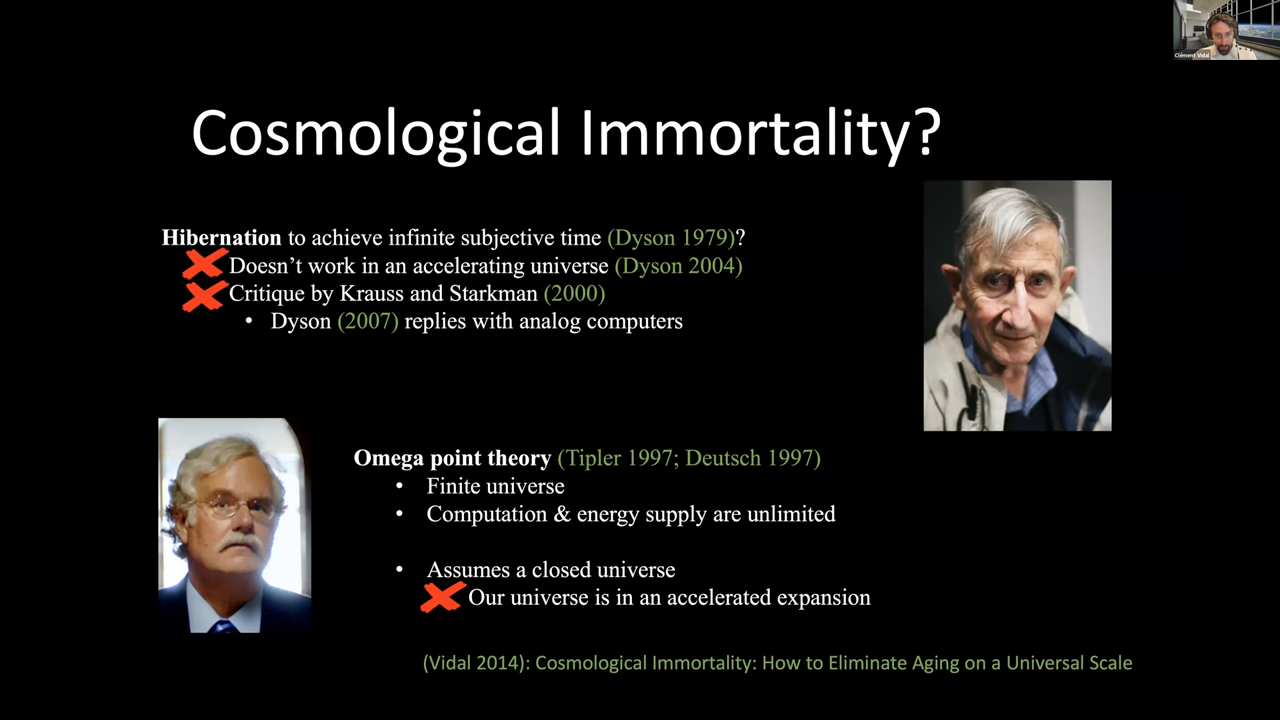 Clément Vidal
Cosmological Immortality?
Hibernation to achieve infinite subjective time (Dyson 1979)?
Doesn't work in an accelerating universe (Dyson 2004)
Critique by Krauss and Starkman (2000)
• Dyson (2007) replies with analog computers
Omega point theory (Tipler 1997; Deutsch 1997)
• Finite universe
• Computation & energy supply are unlimited
• Assumes a closed universe
Our universe is in an accelerated expansion
(Vidal 2014): Cosmological Immortality: How to Eliminate Aging on a Universal Scale